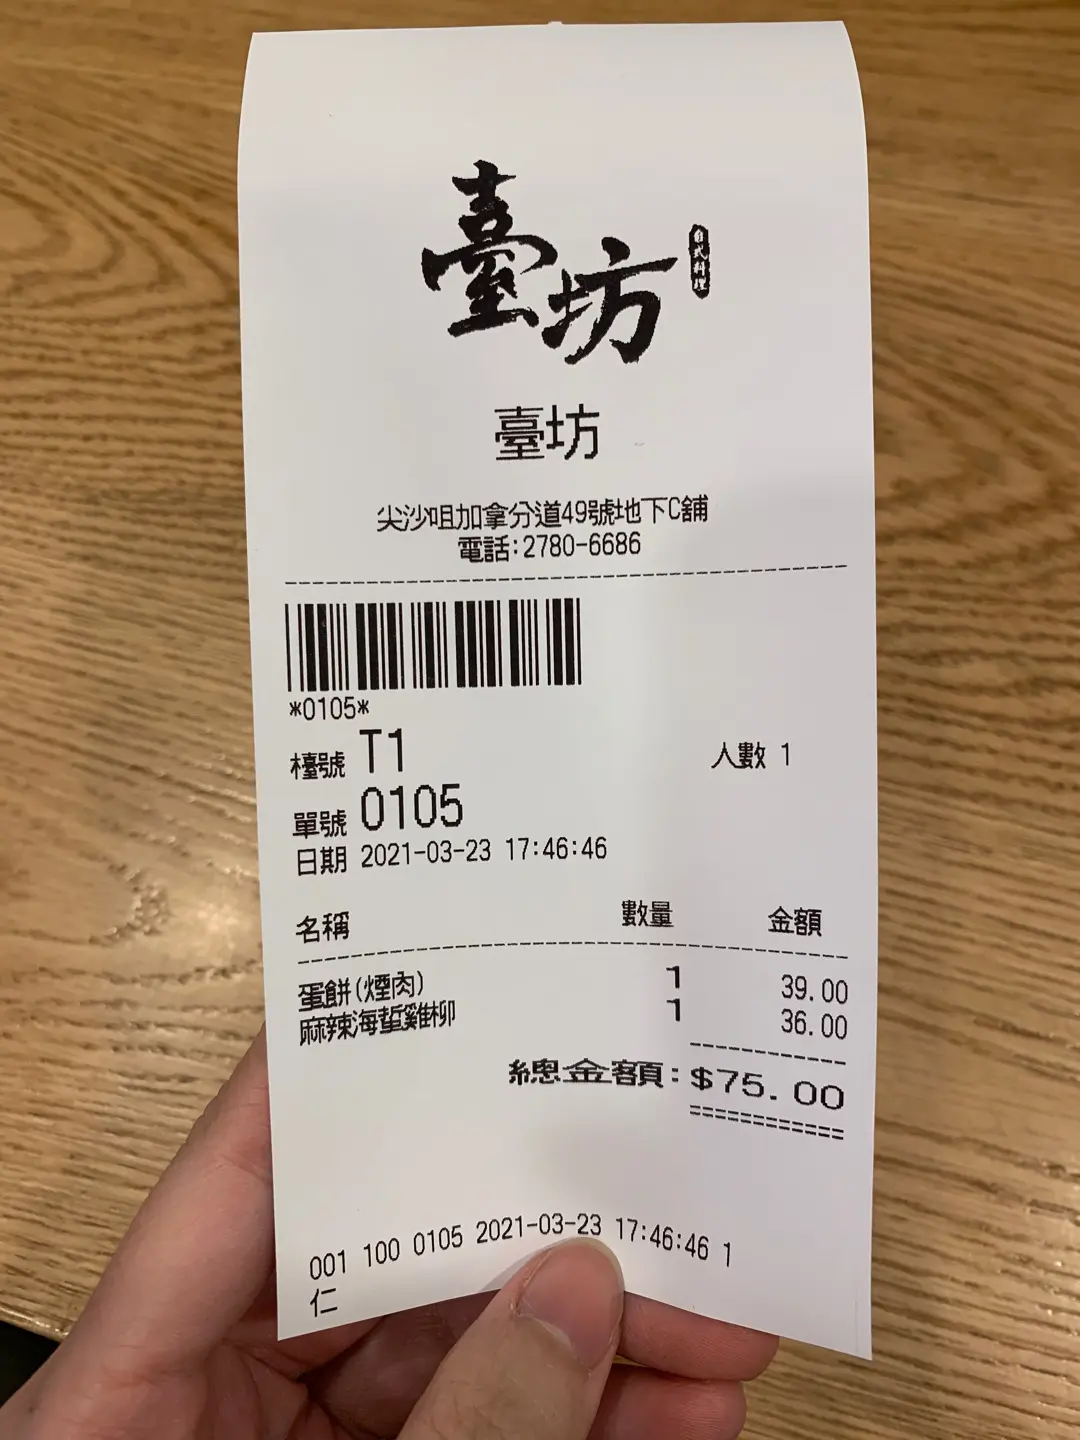 臺坊
台式料理
臺坊
尖沙咀加拿分道49號地下C舖
電話:2780-6686
*0105*
檯號 T1 人數 1
單號 0105
日期 2021-03-23 17:46:46
名稱 數量 金額
蛋餅(煙肉) 1 39.00
麻辣海蜇雞柳 1 36.00
總金額:$75.00
001 100 0105 2021-03-23 17:46:46 1
仁